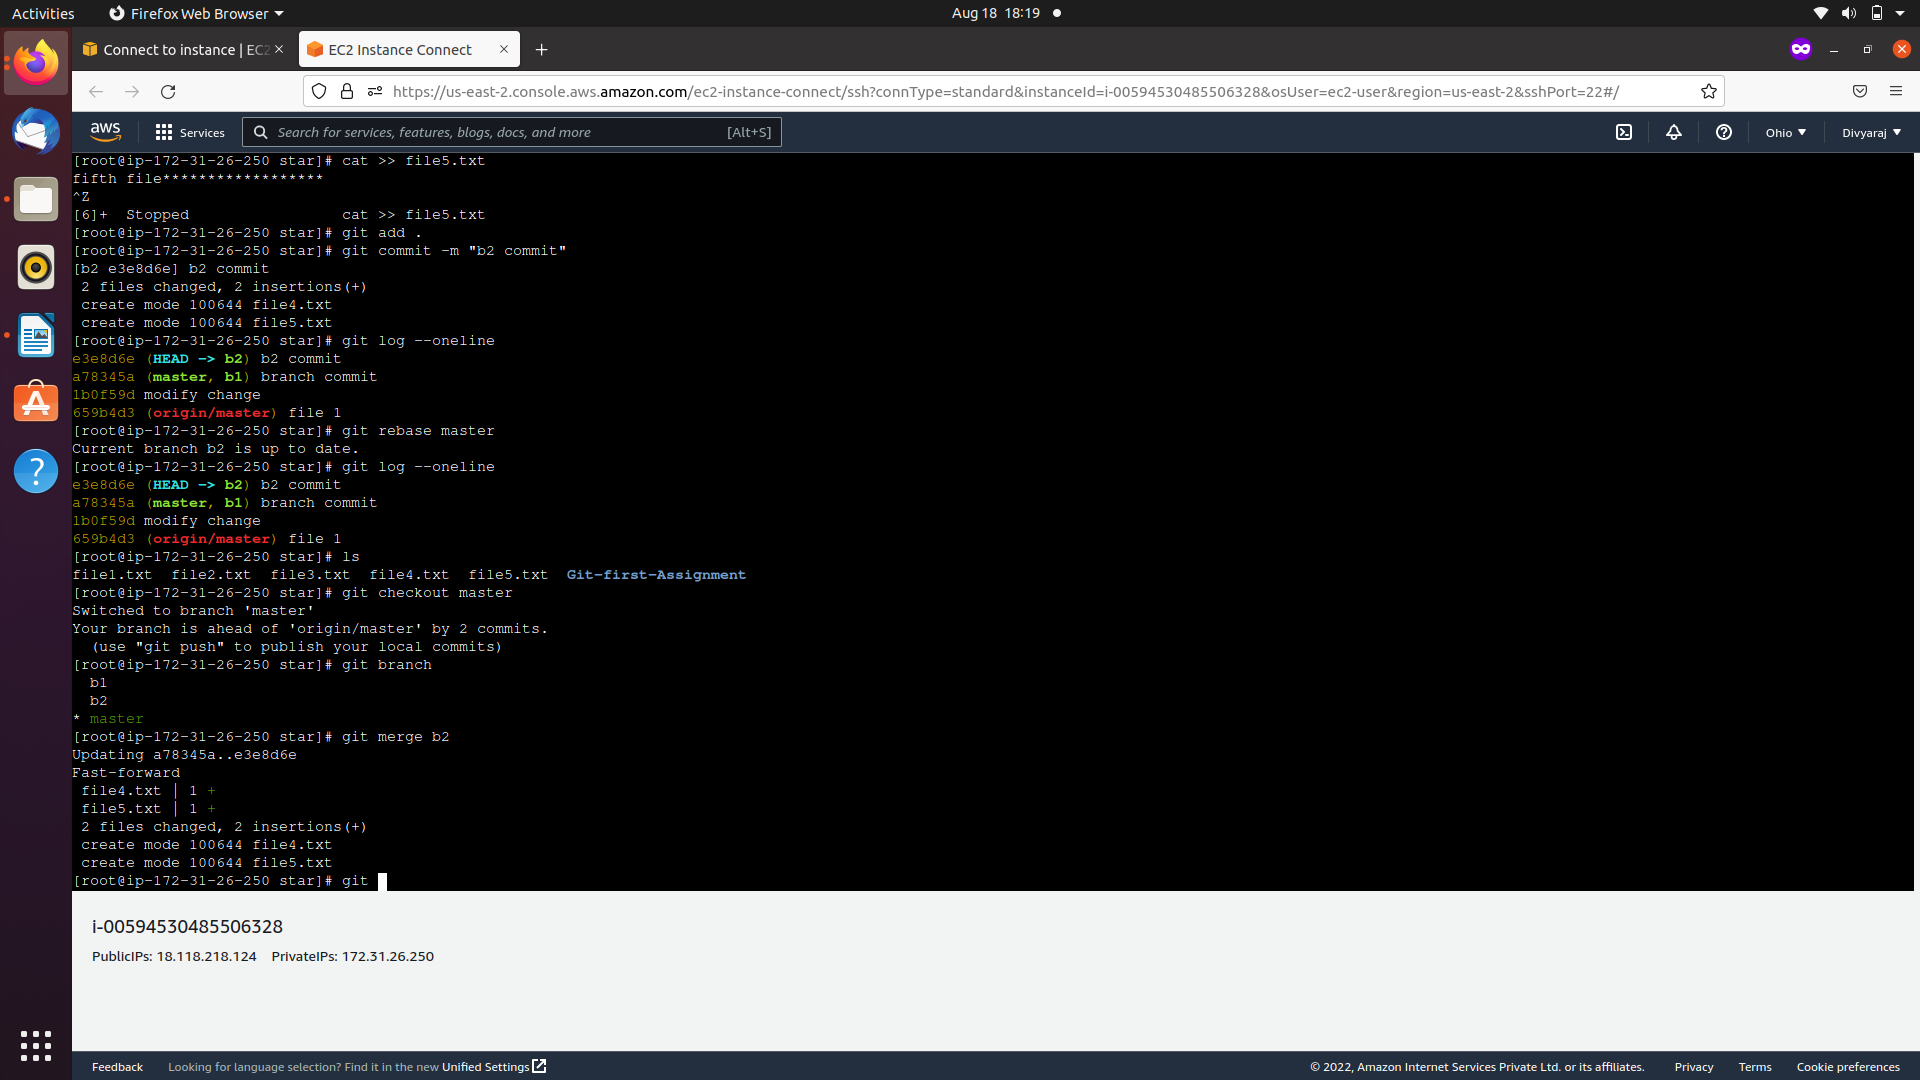 Activities
Firefox Web Browser
Aug 18 18:19
Connect to instance | EC2
EC2 Instance Connect
https://us-east-2.console.aws.amazon.com/ec2-instance-connect/ssh?connType=standard&instanceId=i-00594530485506328&osUser=ec2-user&region=us-east-2&sshPort=22#/
aws
Services
Search for services, features, blogs, docs, and more
[Alt+S]
Ohio
Divyaraj
[root@ip-172-31-26-250 star]# cat >> file5.txt
fifth file******************
^Z
[6]+  Stopped                 cat >> file5.txt
[root@ip-172-31-26-250 star]# git add .
[root@ip-172-31-26-250 star]# git commit -m "b2 commit"
[b2 e3e8d6e] b2 commit
 2 files changed, 2 insertions(+)
 create mode 100644 file4.txt
 create mode 100644 file5.txt
[root@ip-172-31-26-250 star]# git log --oneline
e3e8d6e (HEAD -> b2) b2 commit
a78345a (master, b1) branch commit
1b0f59d modify change
659b4d3 (origin/master) file 1
[root@ip-172-31-26-250 star]# git rebase master
Current branch b2 is up to date.
[root@ip-172-31-26-250 star]# git log --oneline
e3e8d6e (HEAD -> b2) b2 commit
a78345a (master, b1) branch commit
1b0f59d modify change
659b4d3 (origin/master) file 1
[root@ip-172-31-26-250 star]# ls
file1.txt  file2.txt  file3.txt  file4.txt  file5.txt  Git-first-Assignment
[root@ip-172-31-26-250 star]# git checkout master
Switched to branch 'master'
Your branch is ahead of 'origin/master' by 2 commits.
  (use "git push" to publish your local commits)
[root@ip-172-31-26-250 star]# git branch
  b1
  b2
* master
[root@ip-172-31-26-250 star]# git merge b2
Updating a78345a..e3e8d6e
Fast-forward
 file4.txt | 1 +
 file5.txt | 1 +
 2 files changed, 2 insertions(+)
 create mode 100644 file4.txt
 create mode 100644 file5.txt
[root@ip-172-31-26-250 star]# git
i-00594530485506328
PublicIPs: 18.118.218.124    PrivateIPs: 172.31.26.250
Feedback
Looking for language selection? Find it in the new Unified Settings
© 2022, Amazon Internet Services Private Ltd. or its affiliates.
Privacy
Terms
Cookie preferences